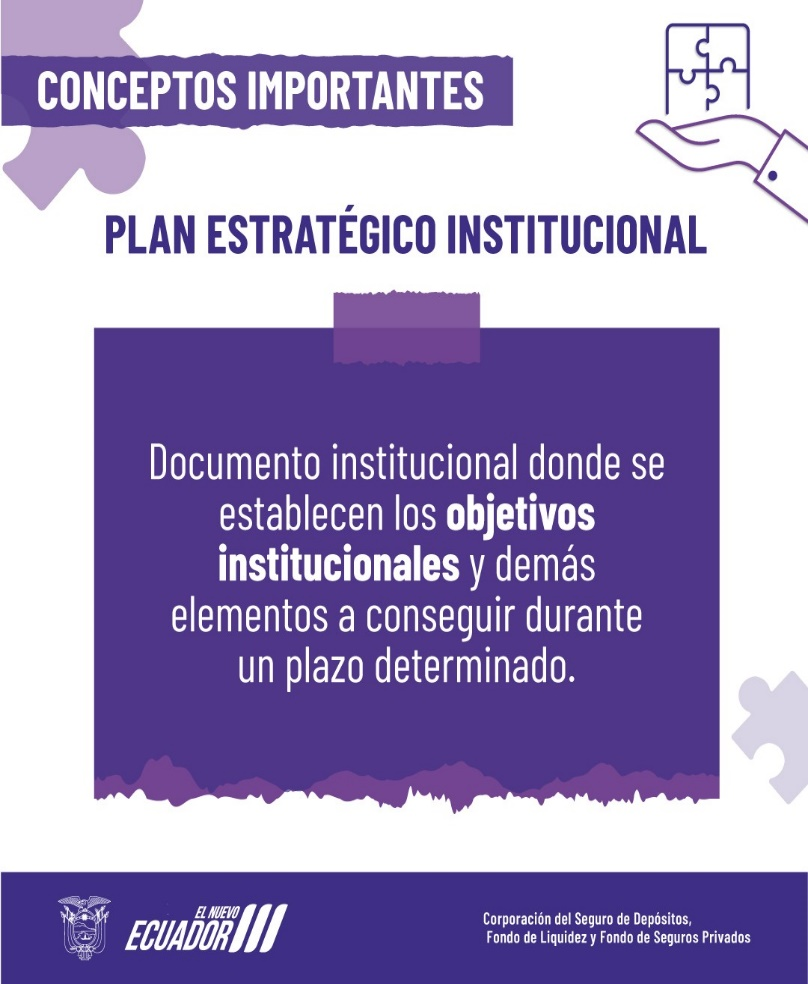 CONCEPTOS IMPORTANTES
PLAN ESTRATÉGICO INSTITUCIONAL
Documento institucional donde se
establecen los objetivos
institucionales y demás
elementos a conseguir durante
un plazo determinado.
EL NUEVO
ECUADOR
Corporación del Seguro de Depósitos,
Fondo de Liquidez y Fondo de Seguros Privados